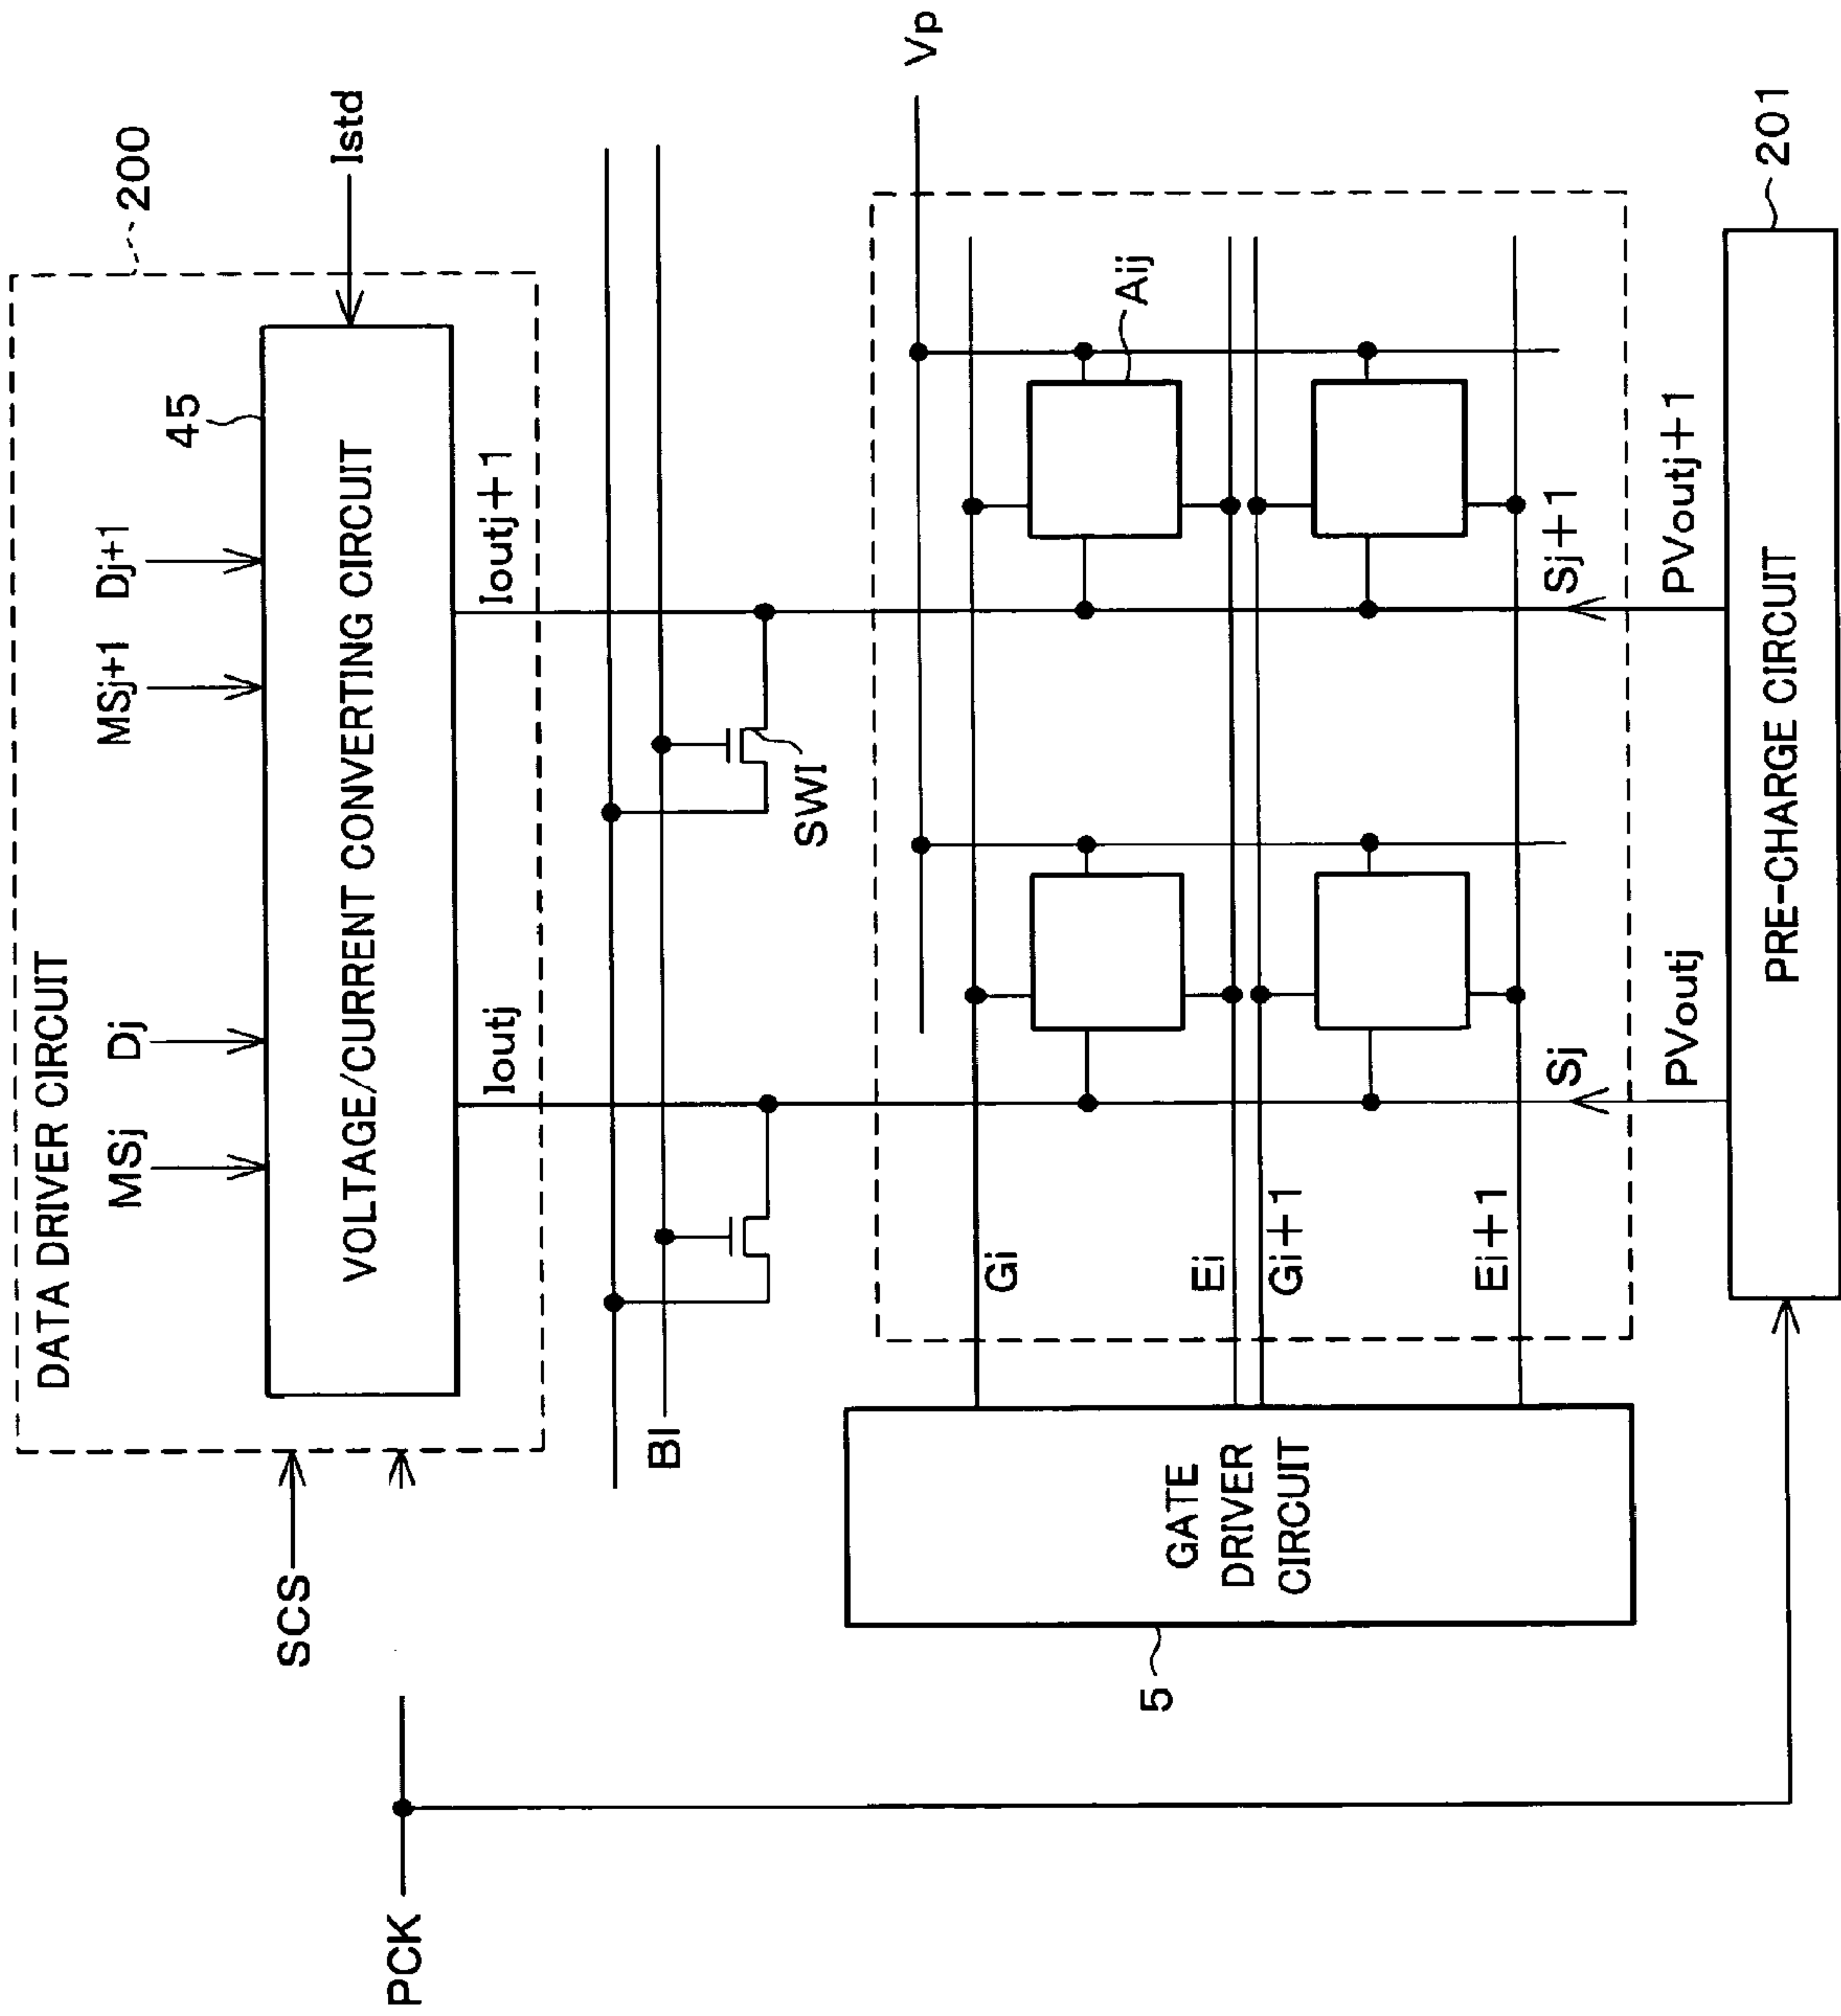 DATA DRIVER CIRCUIT
200
MSj
Dj
MSj+1
Dj+1
45
SCS
VOLTAGE/CURRENT CONVERTING CIRCUIT
Istd
PCK
Ioutj
Ioutj+1
BI
SWI
Vp
Gi
Aij
GATE
DRIVER
CIRCUIT
5
Ei
Gi+1
Ei+1
Sj
Sj+1
PVoutj
PVoutj+1
PRE-CHARGE CIRCUIT
201